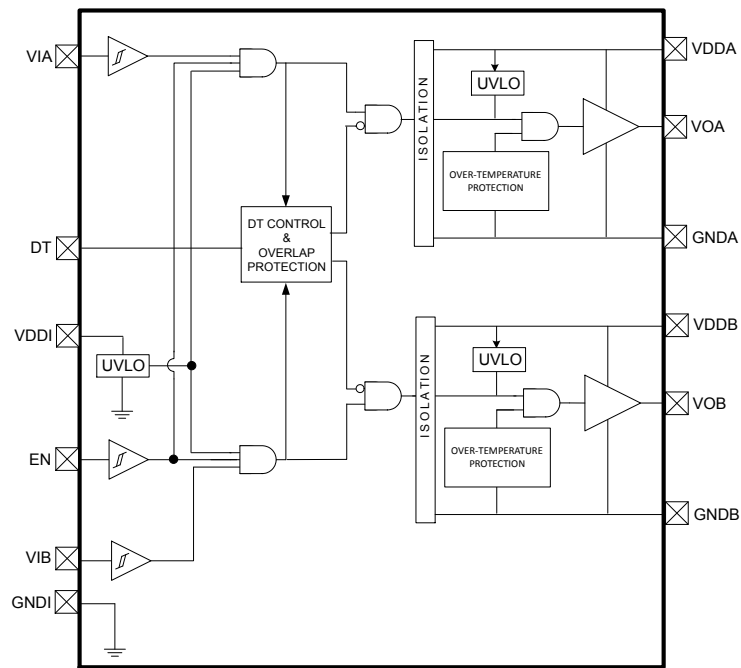 VIA
DT
VDDI
EN
VIB
GNDI
UVLO
DT CONTROL
&
OVERLAP
PROTECTION
ISOLATION
UVLO
OVER-TEMPERATURE
PROTECTION
VDDA
VOA
GNDA
ISOLATION
UVLO
OVER-TEMPERATURE
PROTECTION
VDDB
VOB
GNDB